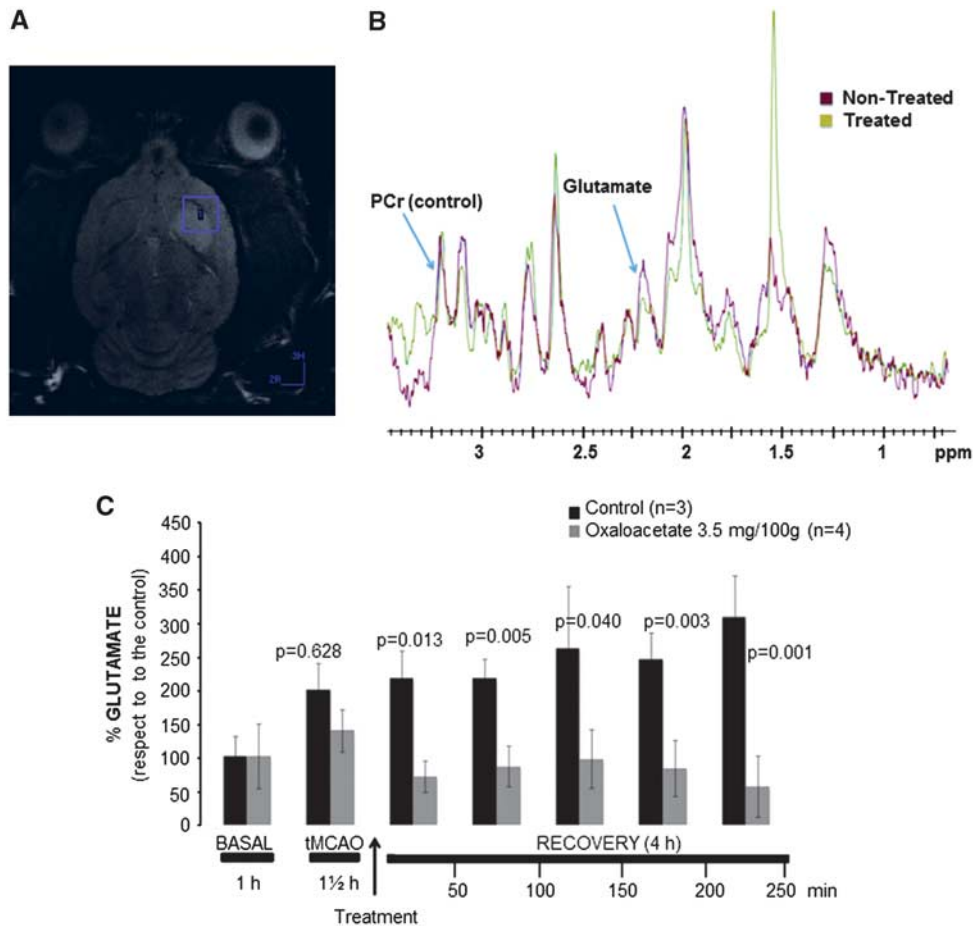 A
B
Non-Treated
Treated
Glutamate
PCr (control)
3 2.5 2 1.5 1 ppm
C
Control (n=3)
Oxaloacetate 3.5 mg/100g (n=4)
% GLUTAMATE
(respect to to the control)
450
400
350
300
250
200
150
100
50
0
p=0.628
p=0.013
p=0.005
p=0.040
p=0.003
p=0.001
BASAL tMCAO RECOVERY (4 h)
1 h 1½ h
50 100 150 200 250 min
Treatment